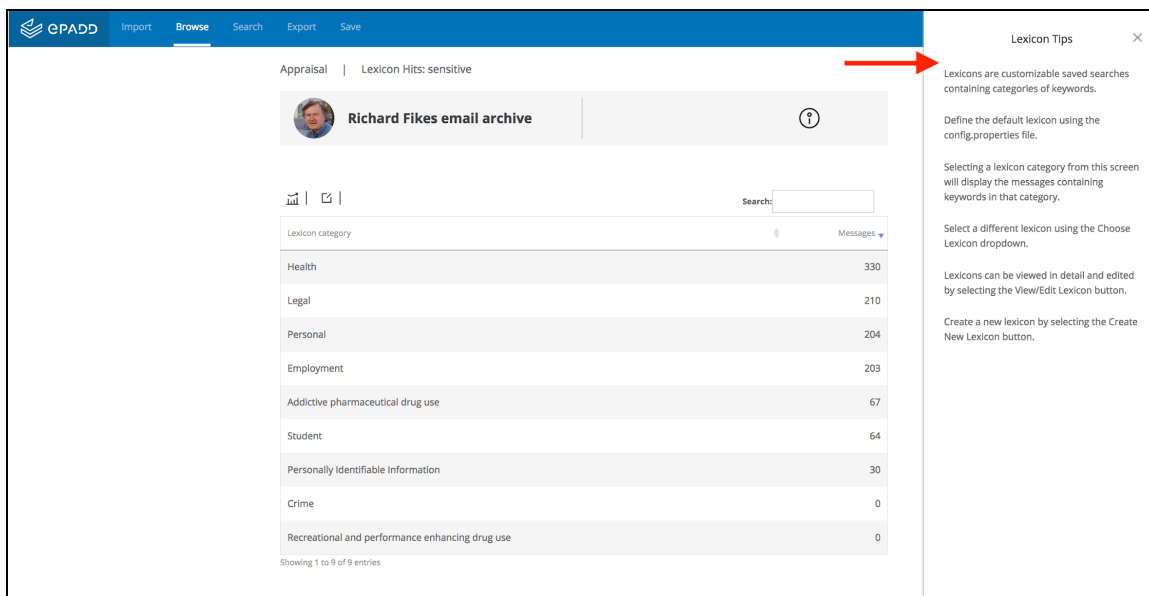 ePADD Import Browse Search Export Save
Appraisal | Lexicon Hits: sensitive
Richard Fikes email archive
Search:
Lexicon category Messages
Health 330
Legal 210
Personal 204
Employment 203
Addictive pharmaceutical drug use 67
Student 64
Personally Identifiable Information 30
Crime 0
Recreational and performance enhancing drug use 0
Showing 1 to 9 of 9 entries
Lexicon Tips ×
Lexicons are customizable saved searches
containing categories of keywords.
Define the default lexicon using the
config.properties file.
Selecting a lexicon category from this screen
will display the messages containing
keywords in that category.
Select a different lexicon using the Choose
Lexicon dropdown.
Lexicons can be viewed in detail and edited
by selecting the View/Edit Lexicon button.
Create a new lexicon by selecting the Create
New Lexicon button.